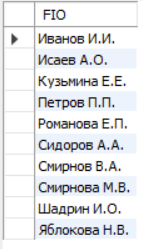 FIO
Иванов И.И.
Исаев А.О.
Кузьмина Е.Е.
Петров П.П.
Романова Е.П.
Сидоров А.А.
Смирнов В.А.
Смирнова М.В.
Шадрин И.О.
Яблокова Н.В.